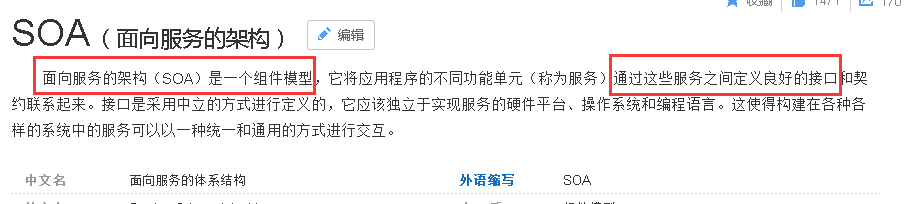 收藏 1471 170
SOA（面向服务的架构） 编辑
面向服务的架构（SOA）是一个组件模型，它将应用程序的不同功能单元（称为服务）通过这些服务之间定义良好的接口和契
约联系起来。接口是采用中立的方式进行定义的，它应该独立于实现服务的硬件平台、操作系统和编程语言。这使得构建在各种各
样的系统中的服务可以以一种统一和通用的方式进行交互。
中文名 面向服务的体系结构 外语缩写 SOA